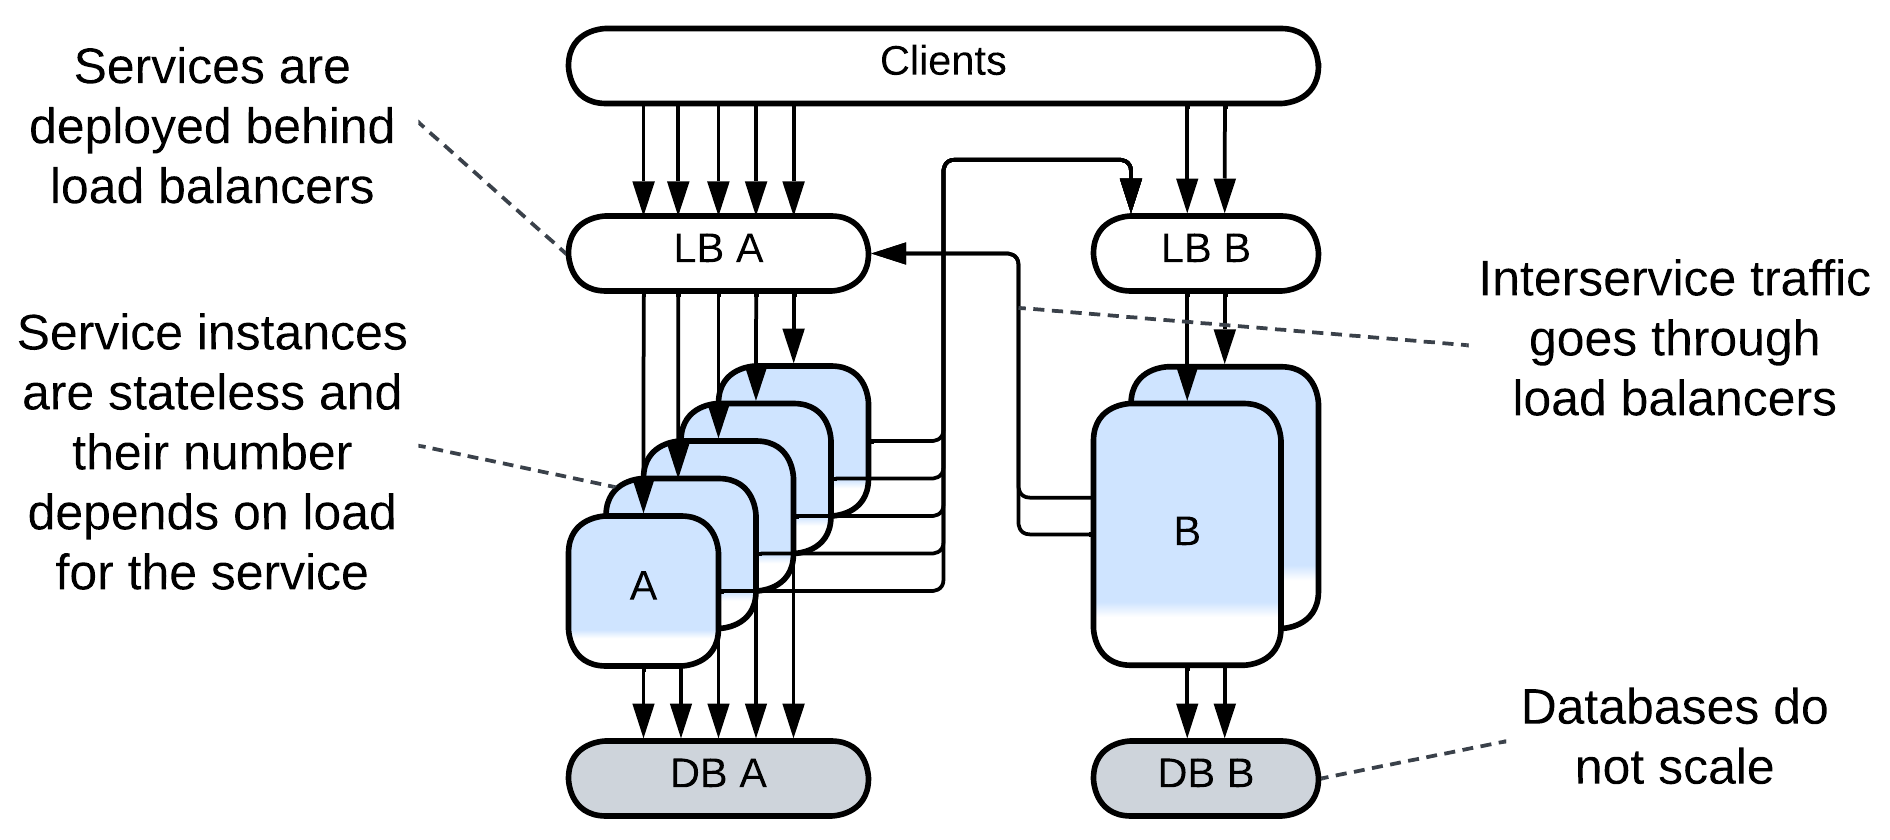 Clients
Services are
deployed behind
load balancers
LB A
LB B
Interservice traffic
goes through
load balancers
Service instances
are stateless and
their number
depends on load
for the service
A
B
Databases do
not scale
DB A
DB B